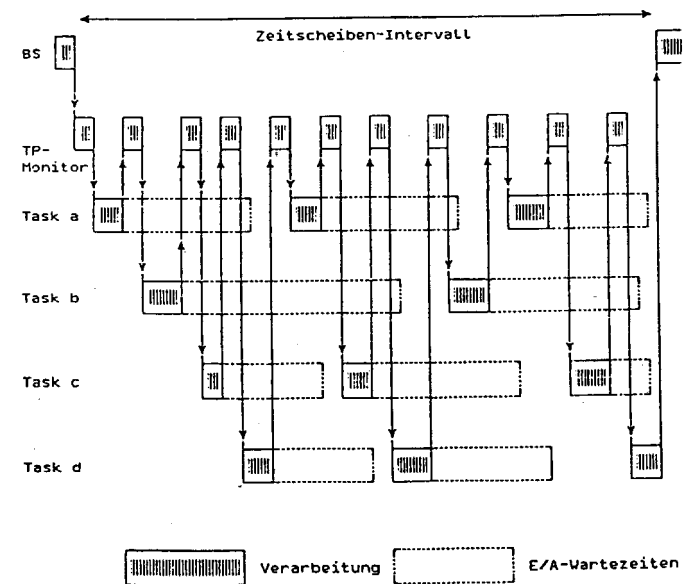 Zeitscheiben-Intervall
BS
TP-
Monitor
Task a
Task b
Task c
Task d
Verarbeitung
E/A-Wartezeiten